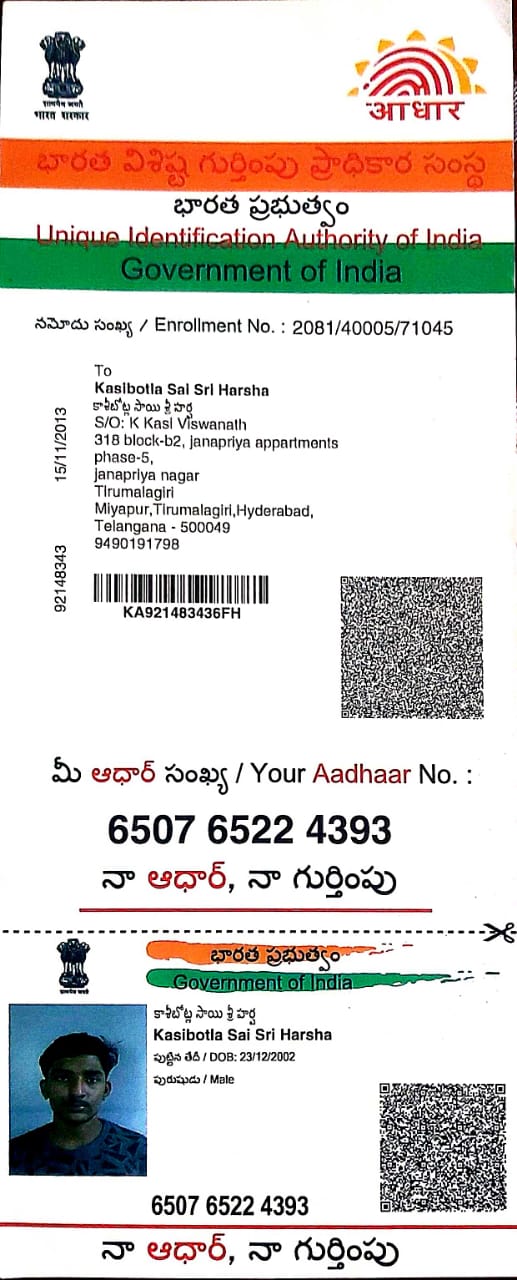 सत्यमेव जयते
भारत सरकार
आधार
భారత విశిష్ట గుర్తింపు ప్రాధికార సంస్థ
భారత ప్రభుత్వం
Unique Identification Authority of India
Government of India
నమోదు సంఖ్య / Enrollment No. : 2081/40005/71045
To
Kasibotla Sai Sri Harsha
కాశీబోట్ల సాయి శ్రీ హర్ష
S/O: K Kasi Viswanath
318 block-b2, janapriya appartments
phase-5,
janapriya nagar
Tirumalagiri
Miyapur,Tirumalagiri,Hyderabad,
Telangana - 500049
9490191798
15/11/2013
92148343
KA921483436FH
మీ ఆధార్ సంఖ్య / Your Aadhaar No. :
6507 6522 4393
నా ఆధార్, నా గుర్తింపు
భారత ప్రభుత్వం
Government of India
కాశీబోట్ల సాయి శ్రీ హర్ష
Kasibotla Sai Sri Harsha
పుట్టిన తేదీ / DOB: 23/12/2002
పురుషుడు / Male
6507 6522 4393
నా ఆధార్, నా గుర్తింపు